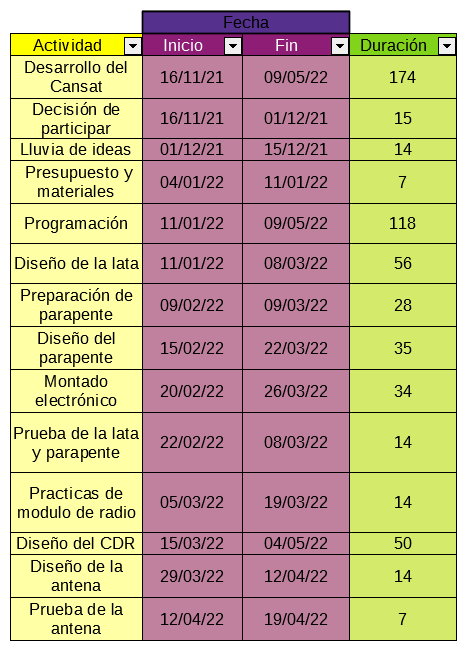 Fecha
Actividad Inicio Fin Duración
Desarrollo del
Cansat 16/11/21 09/05/22 174
Decisión de
participar 16/11/21 01/12/21 15
Lluvia de ideas 01/12/21 15/12/21 14
Presupuesto y
materiales 04/01/22 11/01/22 7
Programación 11/01/22 09/05/22 118
Diseño de la lata 11/01/22 08/03/22 56
Preparación de
parapente 09/02/22 09/03/22 28
Diseño del
parapente 15/02/22 22/03/22 35
Montado
electrónico 20/02/22 26/03/22 34
Prueba de la lata
y parapente 22/02/22 08/03/22 14
Practicas de
modulo de radio 05/03/22 19/03/22 14
Diseño del CDR 15/03/22 04/05/22 50
Diseño de la
antena 29/03/22 12/04/22 14
Prueba de la
antena 12/04/22 19/04/22 7